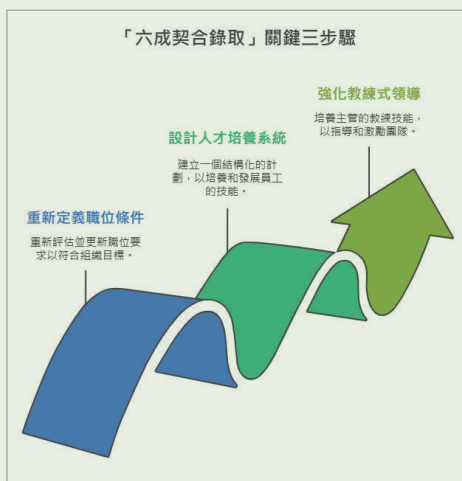 「六成契合錄取」關鍵三步驟
強化教練式領導
培養主管的教練技能，
以指導和激勵團隊。
設計人才培養系統
建立一個結構化的計
劃，以培養和發展員工
的技能。
重新定義職位條件
重新評估並更新職位要
求以符合組織目標。